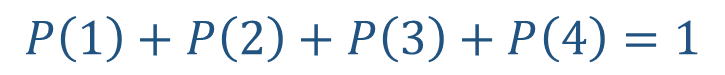 P(1) + P(2) + P(3) + P(4) = 1